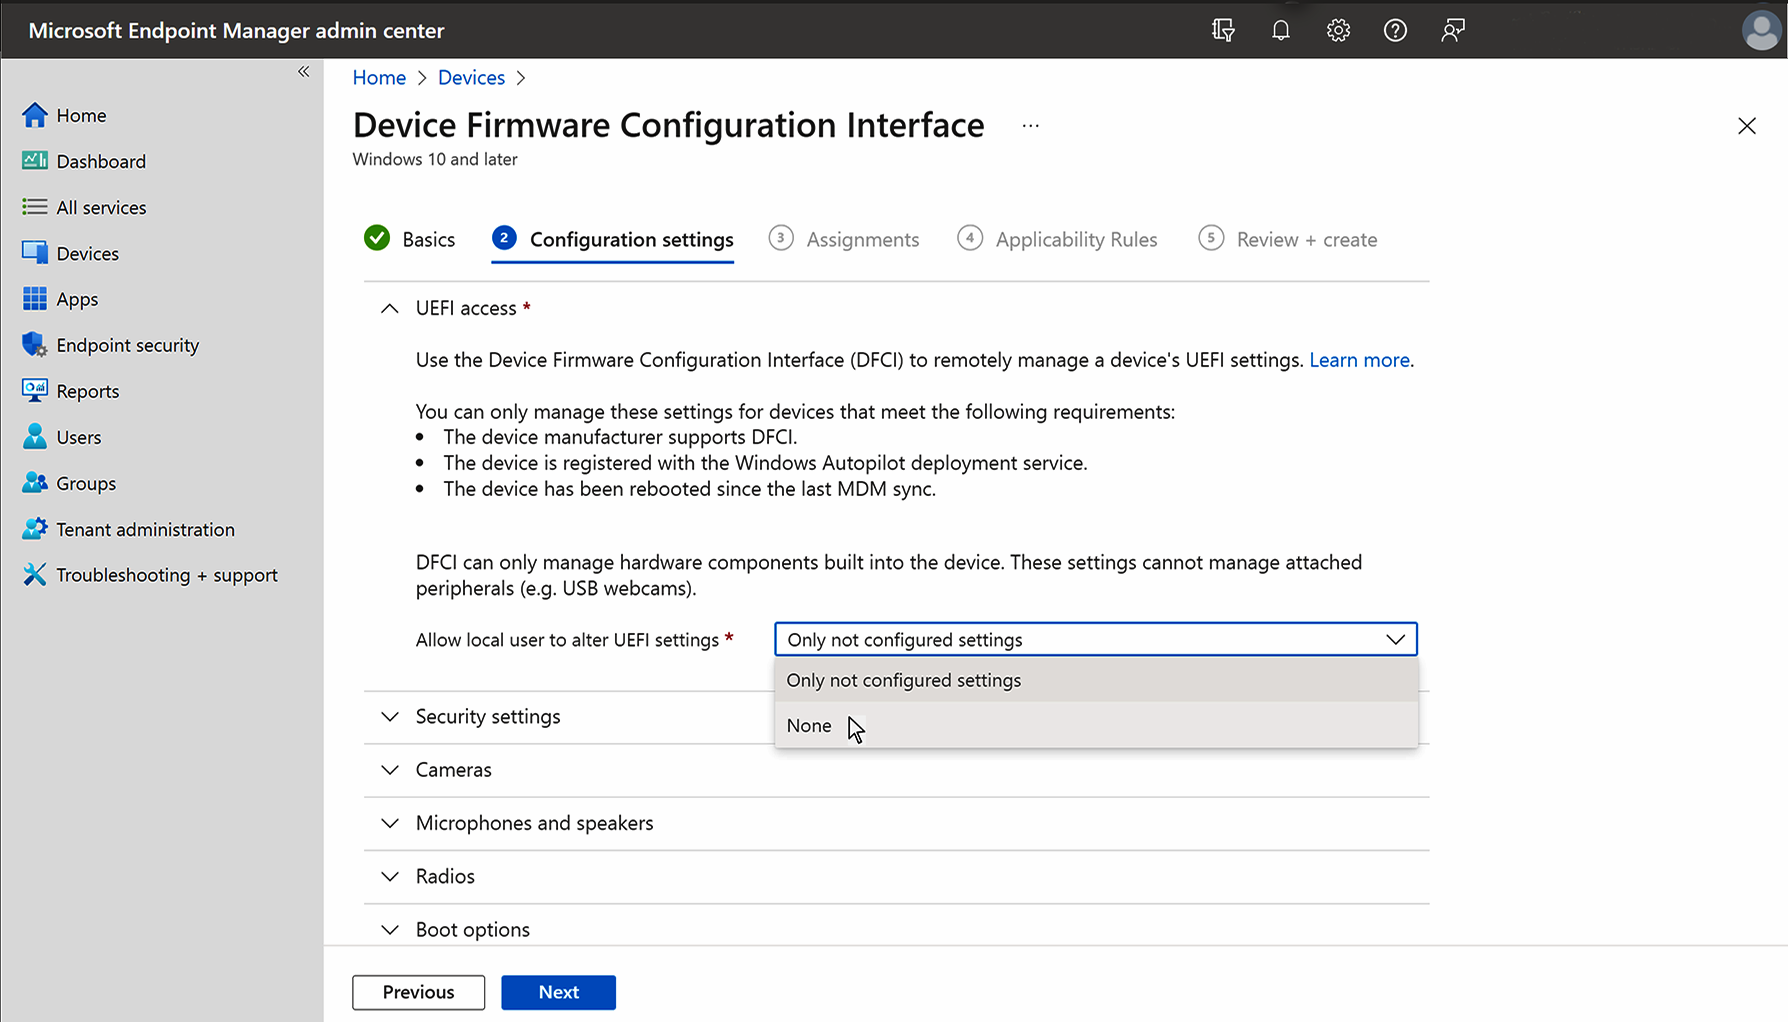 Microsoft Endpoint Manager admin center
Home
Dashboard
All services
Devices
Apps
Endpoint security
Reports
Users
Groups
Tenant administration
Troubleshooting + support
Home > Devices >
Device Firmware Configuration Interface ...
Windows 10 and later
Basics 2 Configuration settings 3 Assignments 4 Applicability Rules 5 Review + create
UEFI access *
Use the Device Firmware Configuration Interface (DFCI) to remotely manage a device's UEFI settings. Learn more.
You can only manage these settings for devices that meet the following requirements:
• The device manufacturer supports DFCI.
• The device is registered with the Windows Autopilot deployment service.
• The device has been rebooted since the last MDM sync.
DFCI can only manage hardware components built into the device. These settings cannot manage attached
peripherals (e.g. USB webcams).
Allow local user to alter UEFI settings * Only not configured settings
Only not configured settings
None
Security settings
Cameras
Microphones and speakers
Radios
Boot options
Previous Next